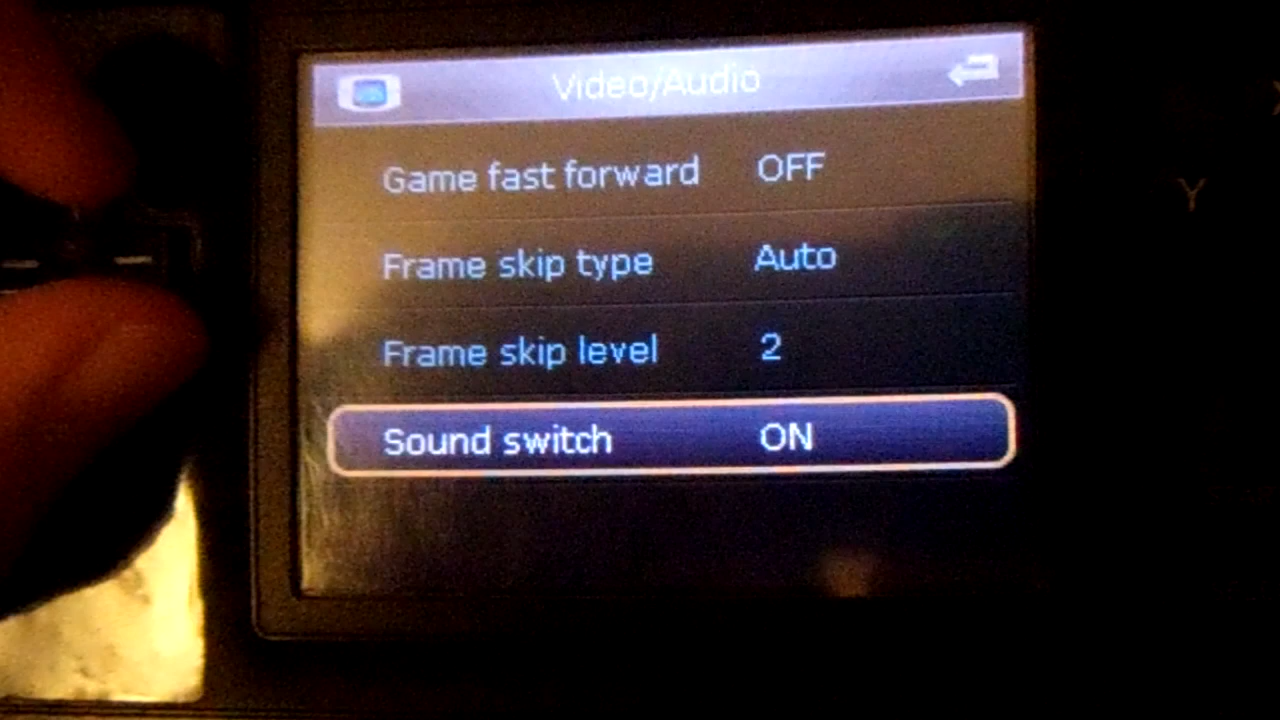 Video/Audio
Game fast forward OFF
Frame skip type Auto
Frame skip level 2
Sound switch ON
Y